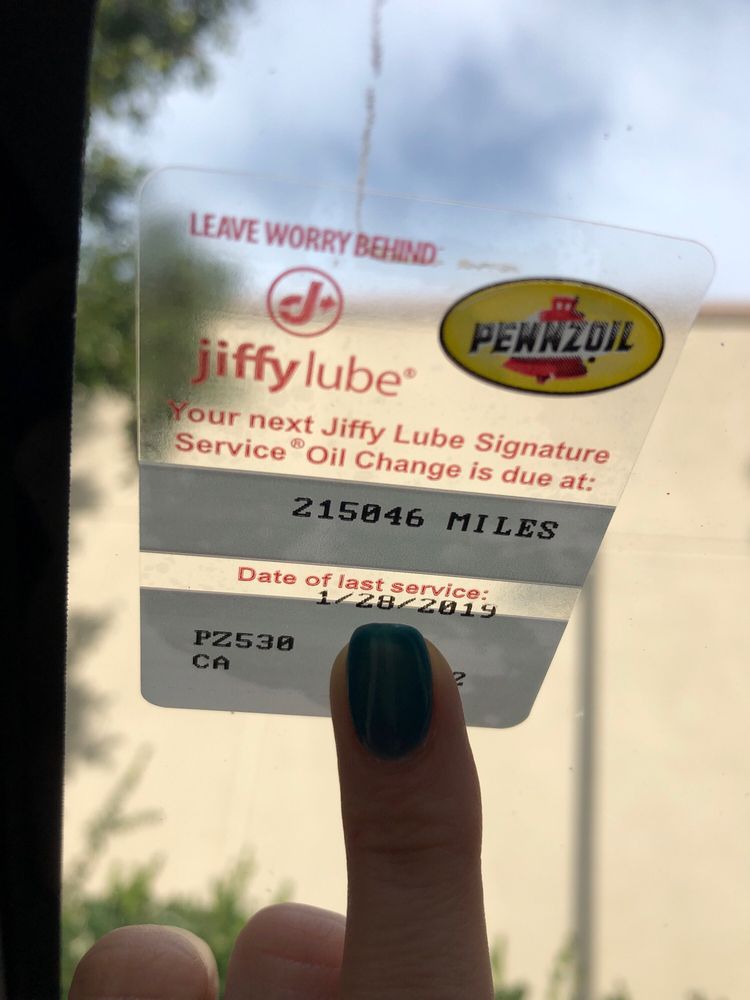 LEAVE WORRY BEHIND
jiffy lube®
PENNZOIL
Your next Jiffy Lube Signature
Service® Oil Change is due at:
215046 MILES
Date of last service:
1/28/2019
PZ530
CA
2